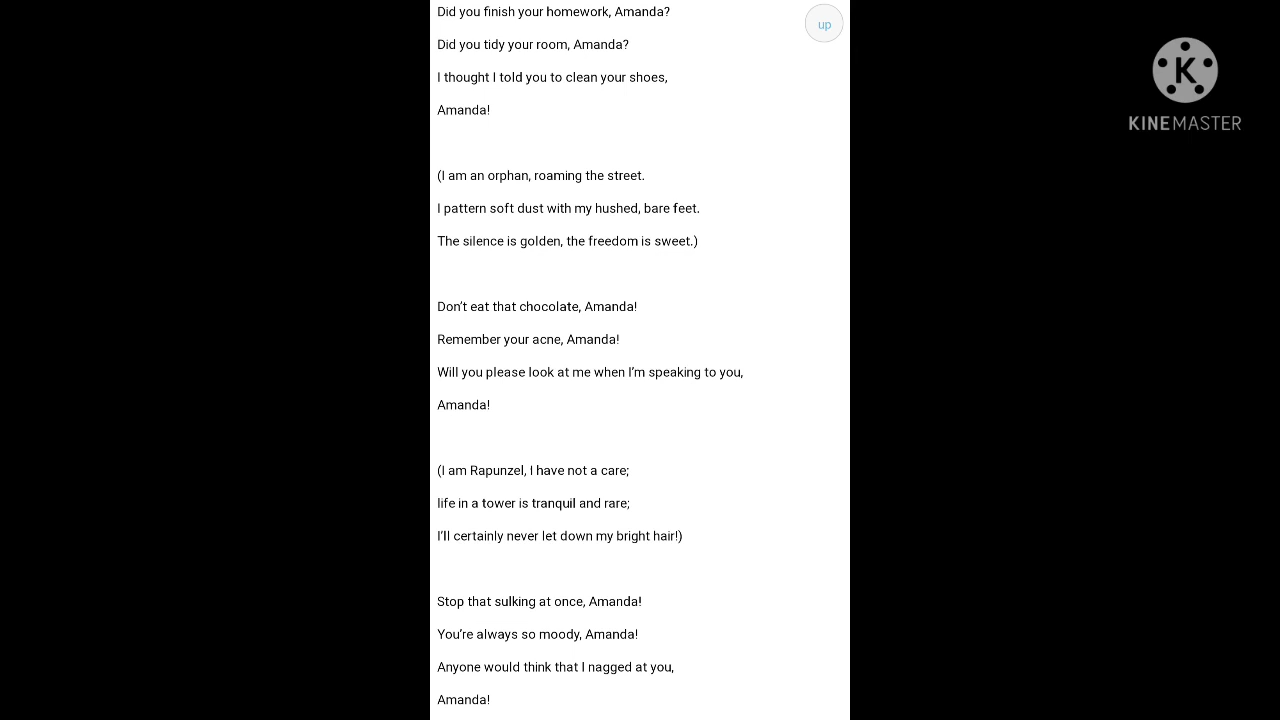 Did you finish your homework, Amanda?
Did you tidy your room, Amanda?
I thought I told you to clean your shoes,
Amanda!
(I am an orphan, roaming the street.
I pattern soft dust with my hushed, bare feet.
The silence is golden, the freedom is sweet.)
Don’t eat that chocolate, Amanda!
Remember your acne, Amanda!
Will you please look at me when I’m speaking to you,
Amanda!
(I am Rapunzel, I have not a care;
life in a tower is tranquil and rare;
I’ll certainly never let down my bright hair!)
Stop that sulking at once, Amanda!
You’re always so moody, Amanda!
Anyone would think that I nagged at you,
Amanda!
up
K
KINEMASTER